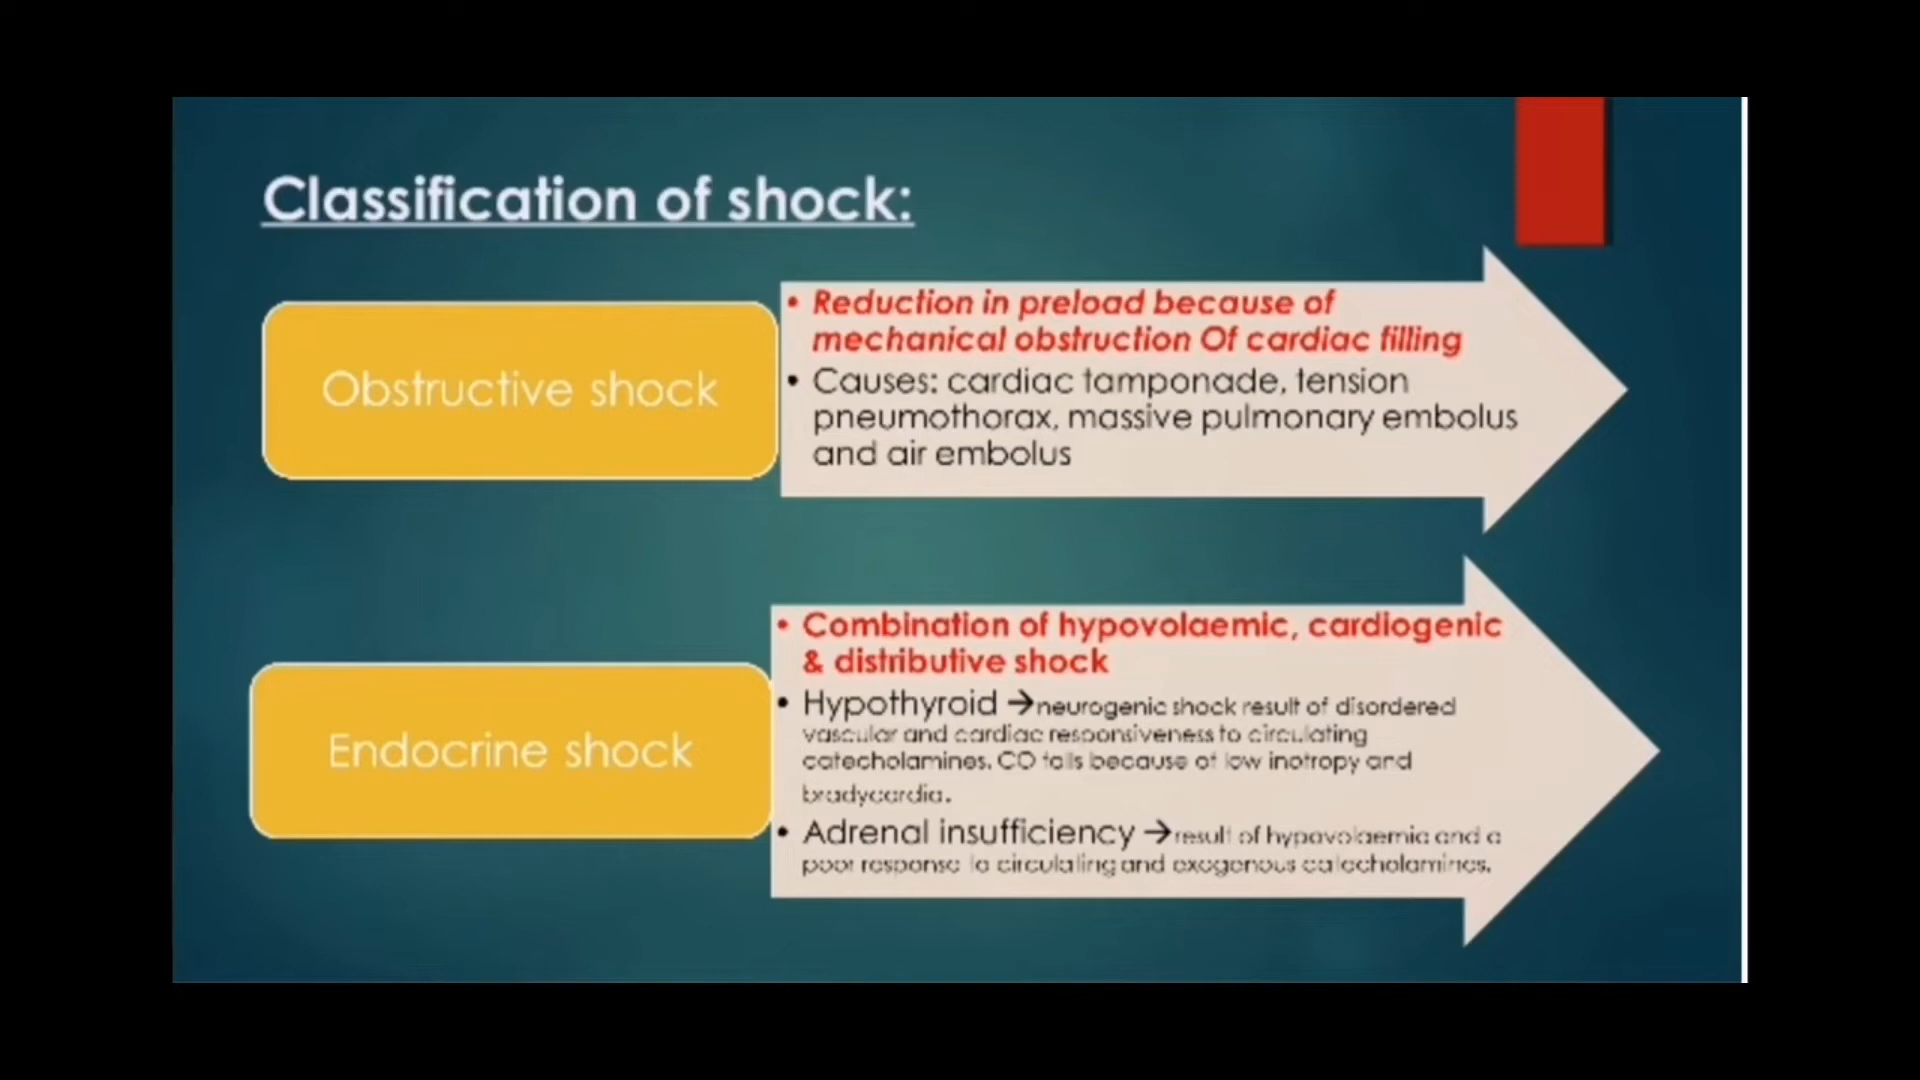 Classification of shock:
Obstructive shock
• Reduction in preload because of
mechanical obstruction Of cardiac filling
• Causes: cardiac tamponade, tension
pneumothorax, massive pulmonary embolus
and air embolus
Endocrine shock
• Combination of hypovolaemic, cardiogenic
& distributive shock
• Hypothyroid →neurogenic shock result of disordered
vascular and cardiac responsiveness to circulating
catecholamines. CO falls because of low inotropy and
bradycardia.
• Adrenal insufficiency →result of hypovolaemia and a
poor response to circulating and exogenous catecholamines.